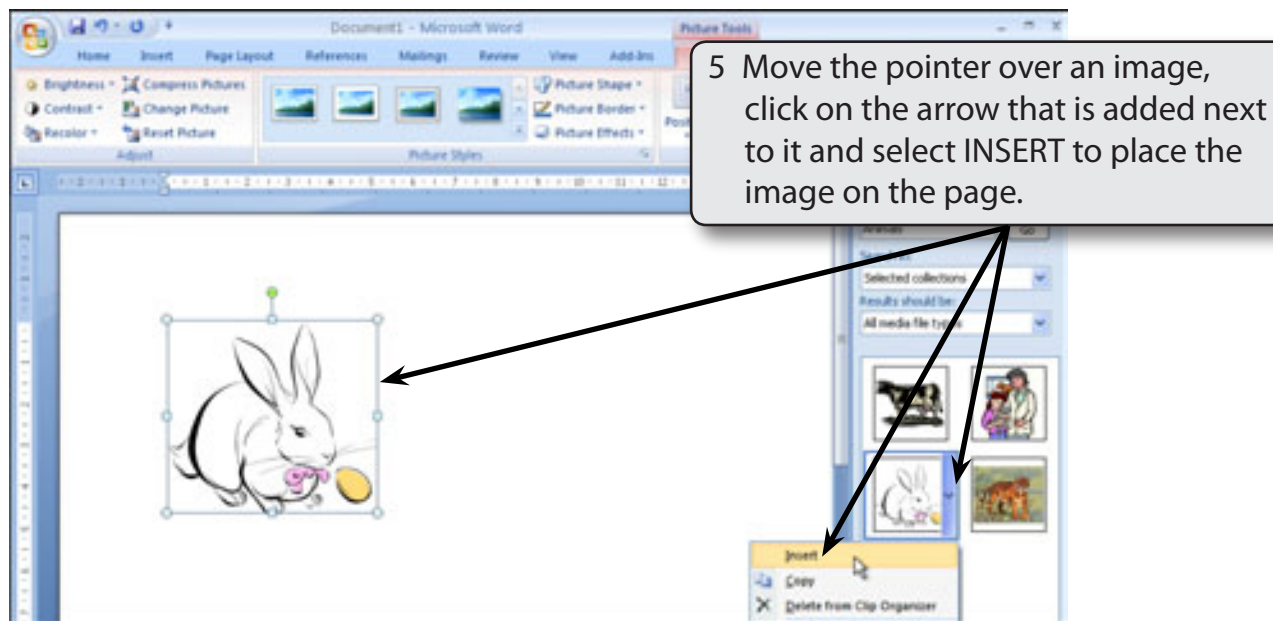 Document1 - Microsoft Word
Picture Tools
Home Insert Page Layout References Mailings Review View Add-Ins
Brightness Compress Pictures Picture Shape
Contrast Change Picture Picture Border
Recolor Reset Picture Picture Effects
Adjust Picture Styles
5 Move the pointer over an image,
click on the arrow that is added next
to it and select INSERT to place the
image on the page.
Animals Go
Selected collections
Results should be:
All media file types
Insert
Copy
Delete from Clip Organizer